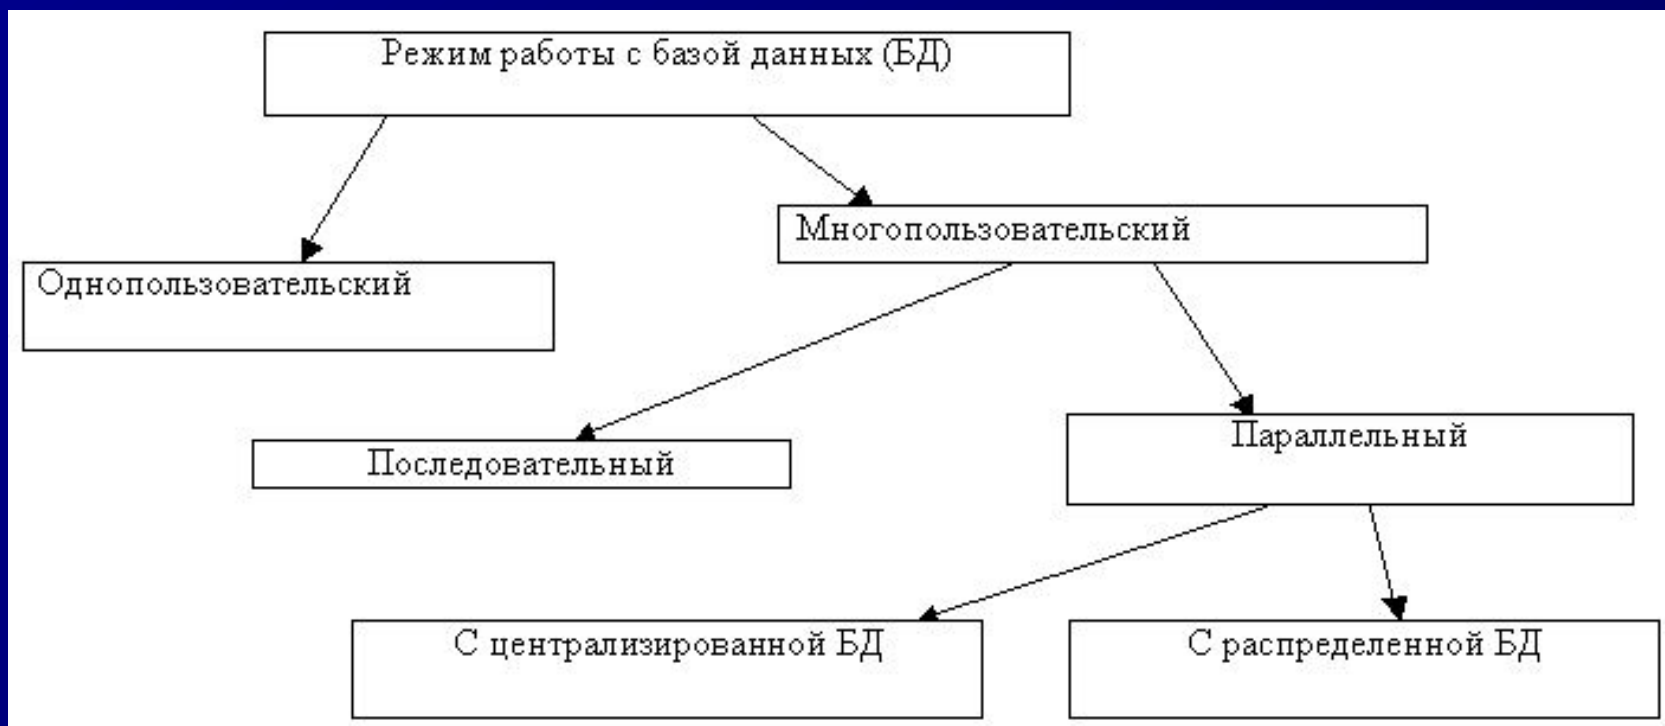 Режим работы с базой данных (БД)
Многопользовательский
Однопользовательский
Последовательный
Параллельный
С централизированной БД
С распределенной БД